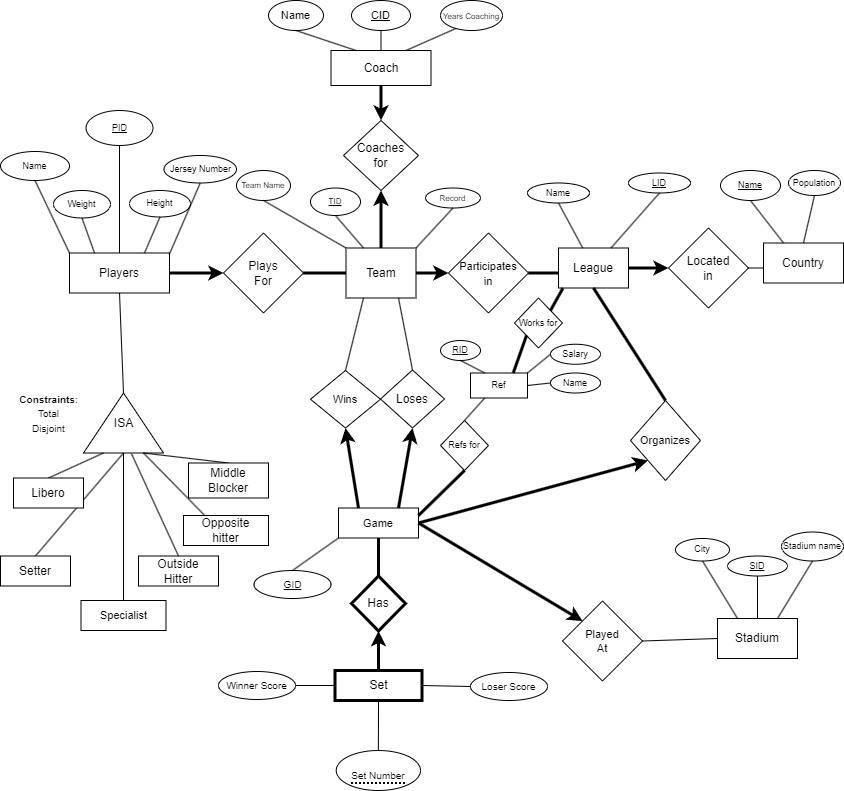 Name
CID
Years Coaching
Coach
PID
Coaches
for
Name
Jersey Number
Weight
Height
Team Name
TID
Record
Name
LID
Name
Population
Players
Plays
For
Team
Participates
in
League
Located
in
Country
Works for
RID
Salary
Ref
Name
Constraints:
Total
Disjoint
ISA
Wins
Loses
Refs for
Organizes
Libero
Middle
Blocker
Opposite
hitter
Game
Setter
Outside
Hitter
GID
City
SID
Stadium name
Specialist
Has
Played
At
Stadium
Winner Score
Set
Loser Score
Set Number